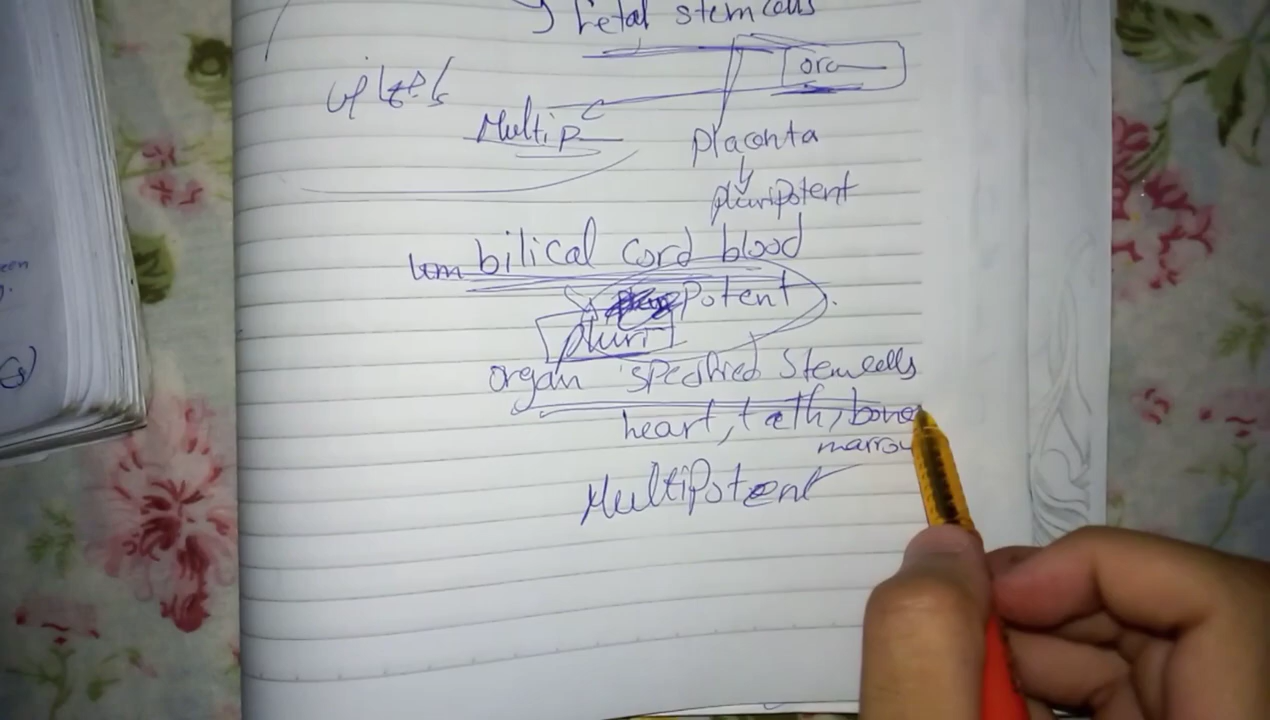 Fetal stem cells
Multip
Placenta
pluripotent
umbilical cord blood
Potent
pluri
organ specified Stem cells
heart, teeth, bone
marrow
MultiPotent
een